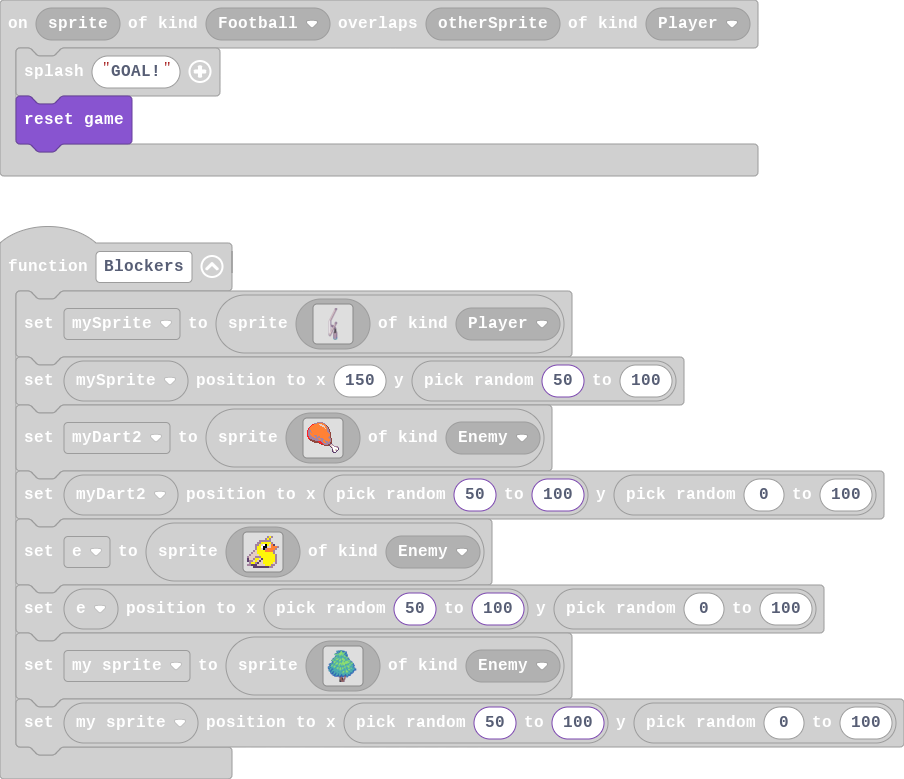 on sprite of kind Football overlaps otherSprite of kind Player
splash "GOAL!"
reset game
function Blockers
set mySprite to sprite of kind Player
set mySprite position to x 150 y pick random 50 to 100
set myDart2 to sprite of kind Enemy
set myDart2 position to x pick random 50 to 100 y pick random 0 to 100
set e to sprite of kind Enemy
set e position to x pick random 50 to 100 y pick random 0 to 100
set my sprite to sprite of kind Enemy
set my sprite position to x pick random 50 to 100 y pick random 0 to 100